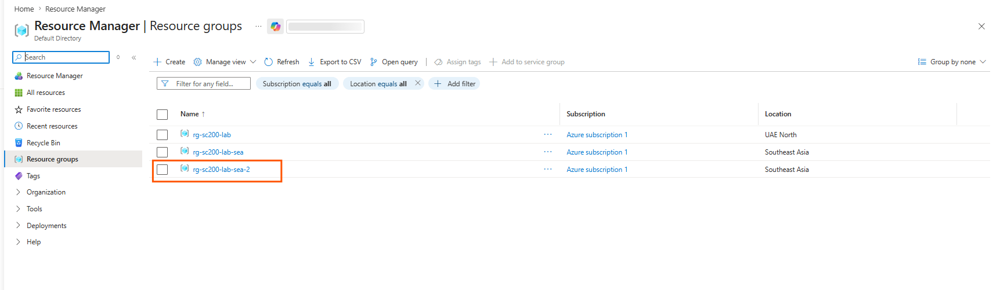 Home > Resource Manager
Resource Manager | Resource groups ...
Default Directory
Search
Resource Manager
All resources
Favorite resources
Recent resources
Recycle Bin
Resource groups
Tags
Organization
Tools
Deployments
Help
Create Manage view Refresh Export to CSV Open query | Assign tags Add to service group Group by none
Filter for any field... Subscription equals all Location equals all Add filter
Name ↑ Subscription Location
rg-sc200-lab ... Azure subscription 1 UAE North
rg-sc200-lab-sea ... Azure subscription 1 Southeast Asia
rg-sc200-lab-sea-2 ... Azure subscription 1 Southeast Asia